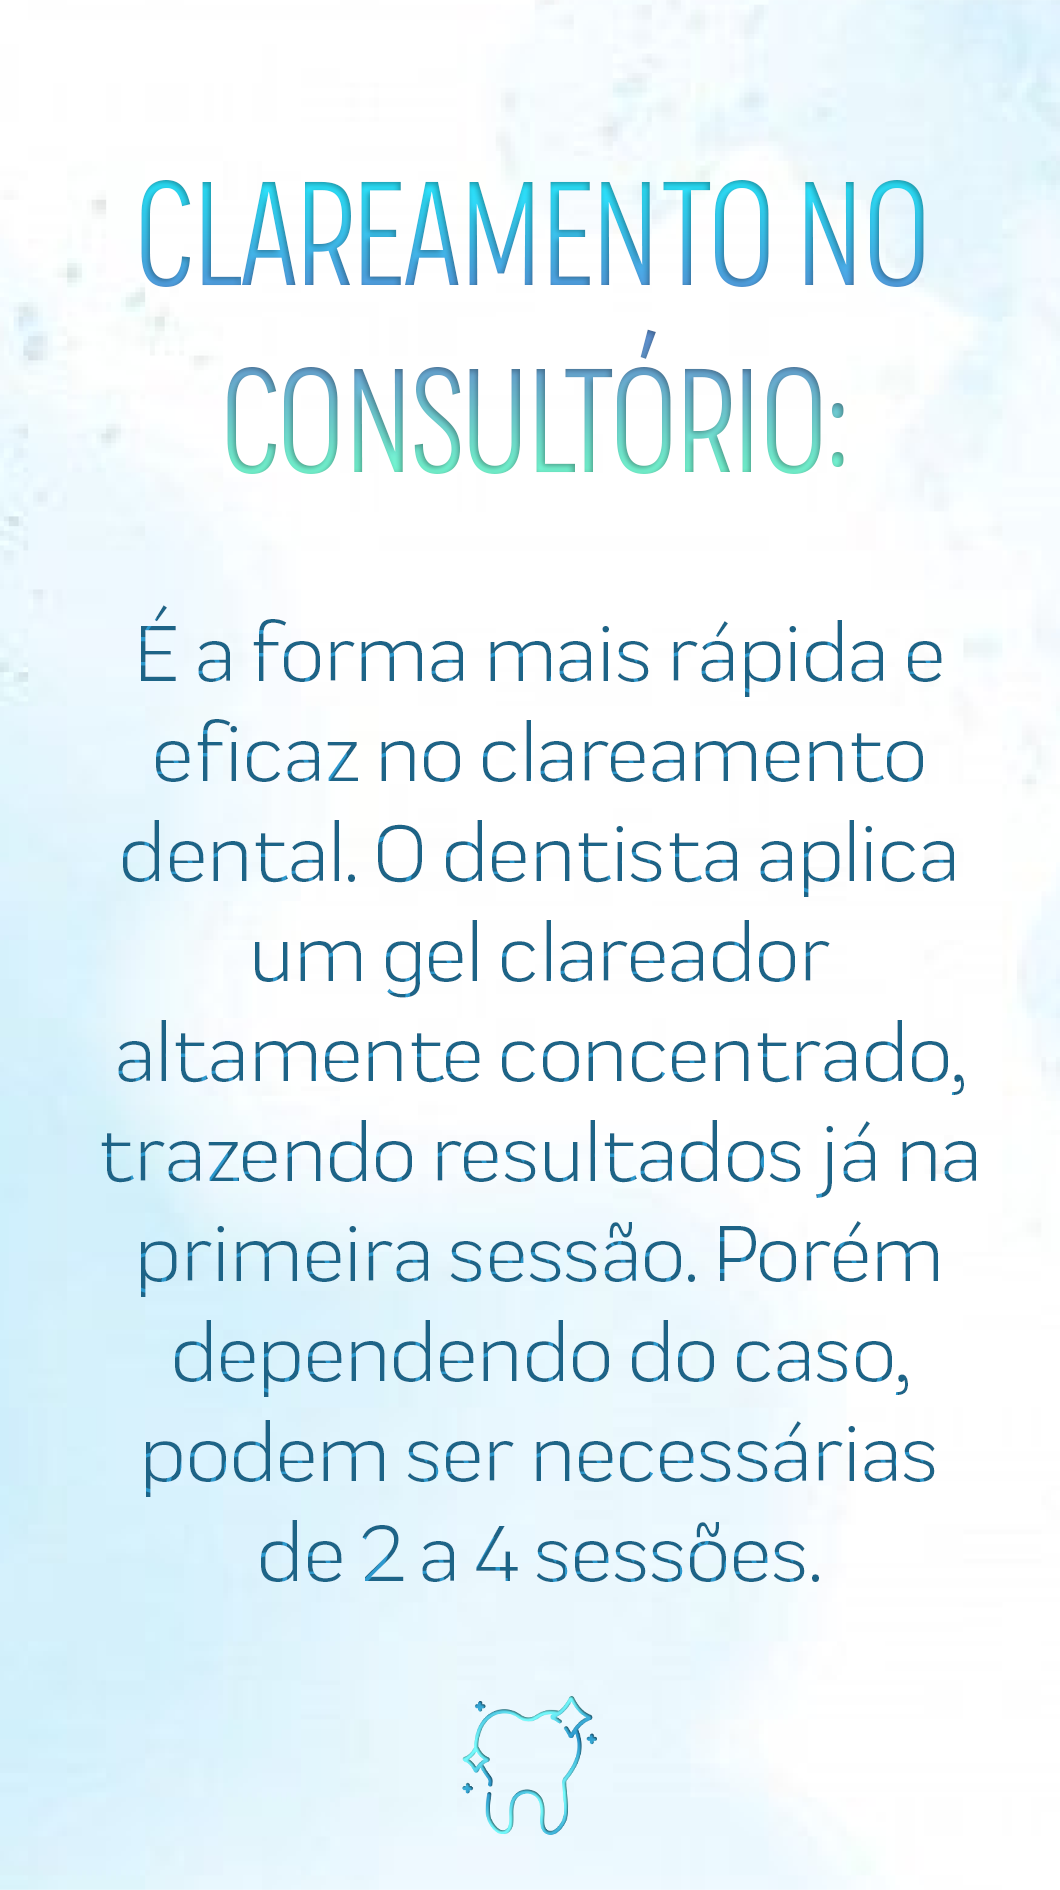 CLAREAMENTO NO
CONSULTÓRIO:
É a forma mais rápida e
eficaz no clareamento
dental. O dentista aplica
um gel clareador
altamente concentrado,
trazendo resultados já na
primeira sessão. Porém
dependendo do caso,
podem ser necessárias
de 2 a 4 sessões.